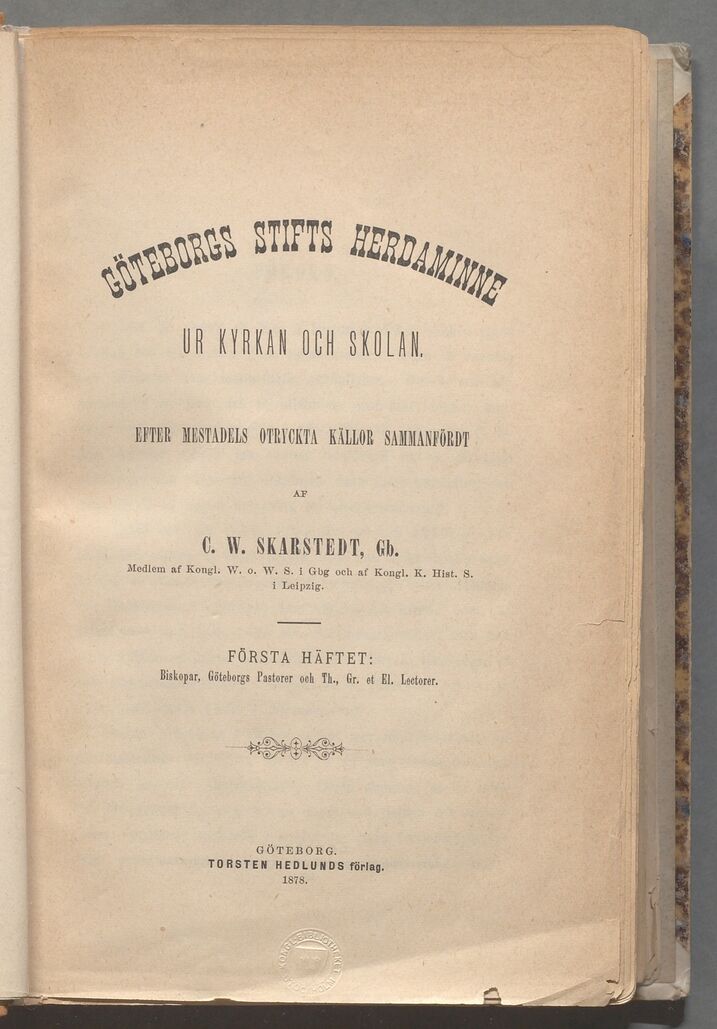 GÖTEBORGS STIFTS HERDAMINNE
UR KYRKAN OCH SKOLAN.
EFTER MESTADELS OTRYCKTA KÄLLOR SAMMANFÖRDT
AF
C. W. SKARSTEDT, Gb.
Medlem af Kongl. W. o. W. S. i Gbg och af Kongl. K. Hist. S.
i Leipzig.
FÖRSTA HÄFTET:
Biskopar, Göteborgs Pastorer och Th., Gr. et El. Lectorer.
GÖTEBORG.
TORSTEN HEDLUNDS förlag.
1878.
KONGL. BIBLIOTHEKET